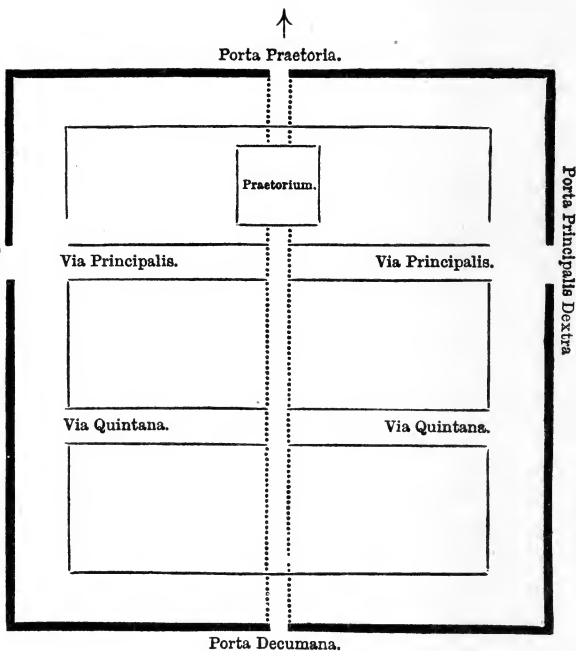 Porta Praetoria.
Praetorium.
Porta Principalis Dextra
Via Principalis.
Via Principalis.
Via Quintana.
Via Quintana.
Porta Decumana.